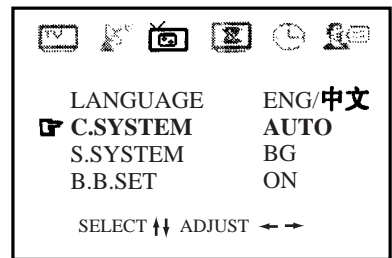 TV
LANGUAGE ENG/中文
C.SYSTEM AUTO
S.SYSTEM BG
B.B.SET ON
SELECT ADJUST